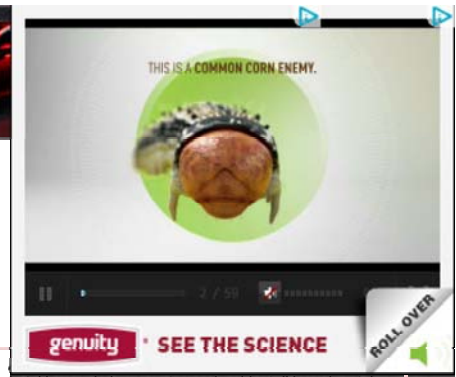 THIS IS A COMMON CORN ENEMY.
2 / 59
genuity
SEE THE SCIENCE
ROLL OVER